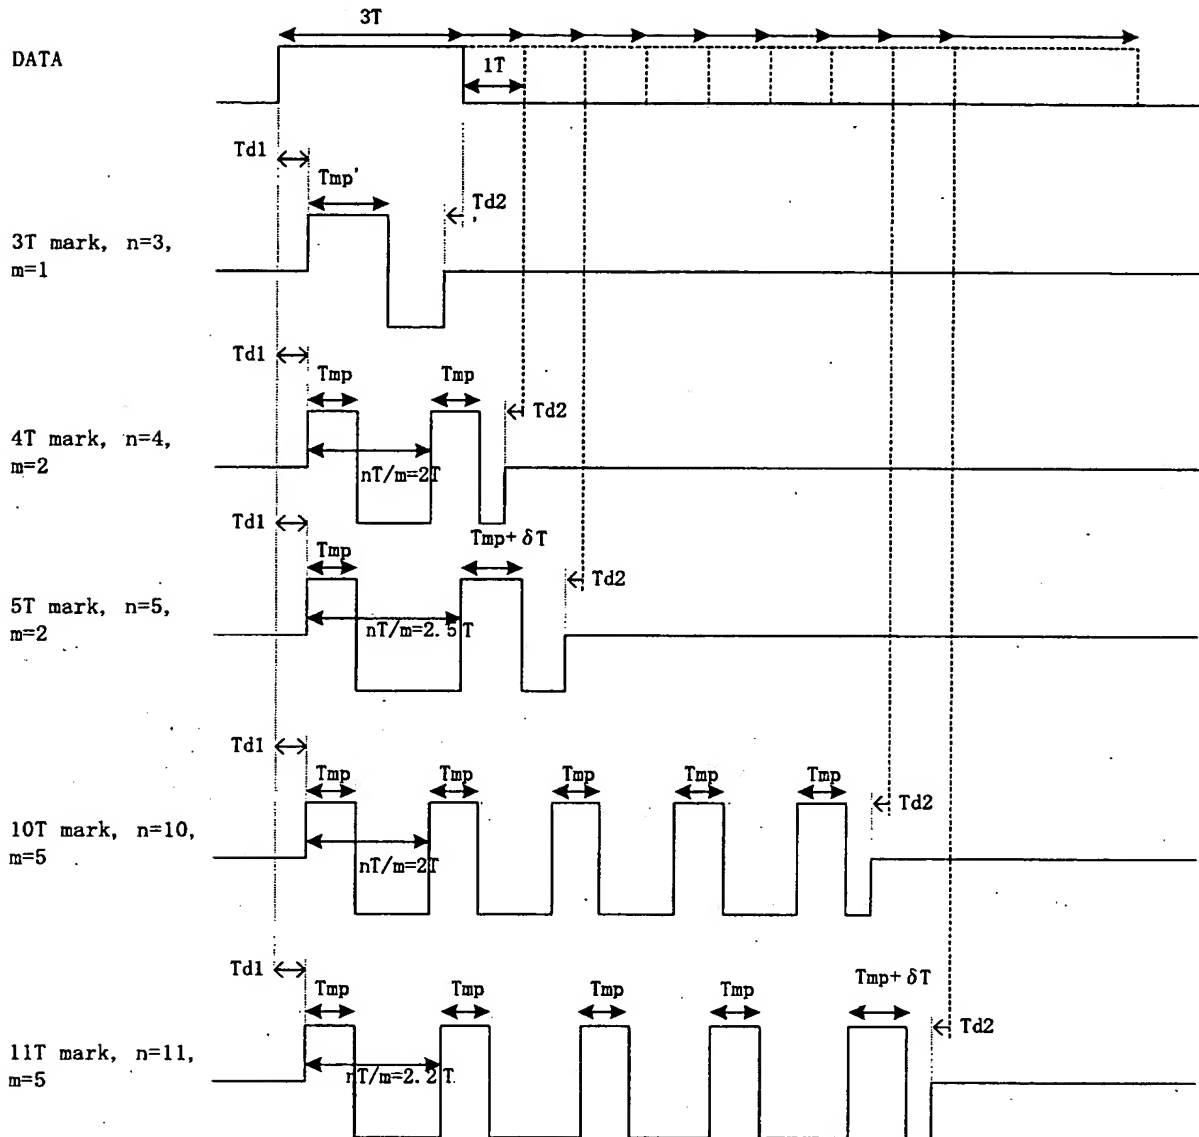 3T
DATA
1T
Td1
Tmp'
Td2
3T mark, n=3,
m=1
Td1
Tmp
Tmp
Td2
4T mark, n=4,
m=2
nT/m=2T
Td1
Tmp
Tmp+δT
Td2
5T mark, n=5,
m=2
nT/m=2.5T
Td1
Tmp
Tmp
Tmp
Tmp
Tmp
Td2
10T mark, n=10,
m=5
nT/m=2T
Td1
Tmp
Tmp
Tmp
Tmp
Tmp+δT
Td2
11T mark, n=11,
m=5
nT/m=2.2T